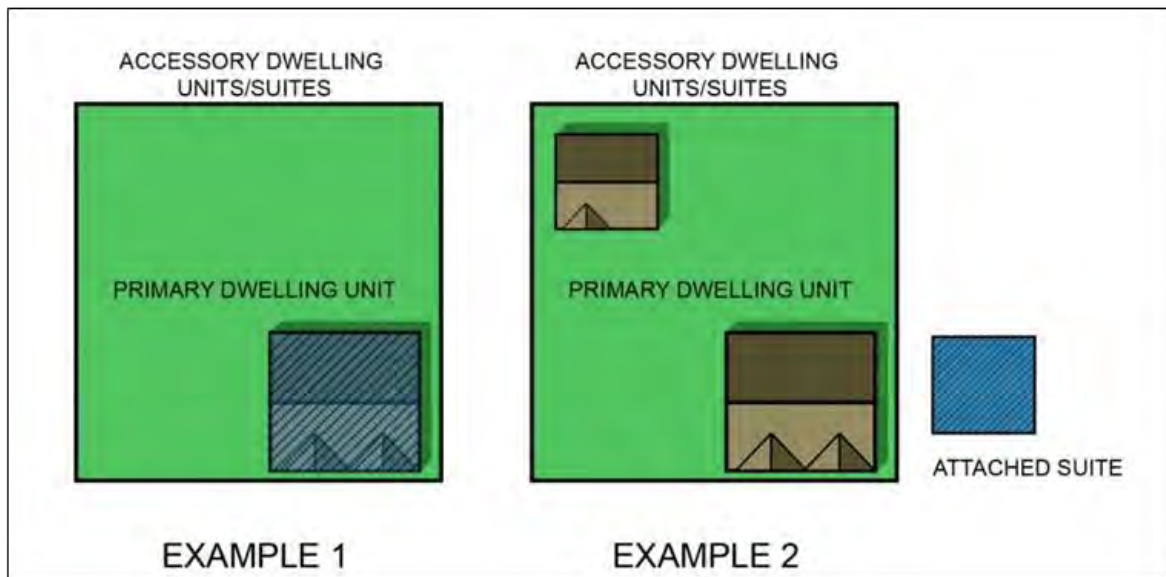 ACCESSORY DWELLING
UNITS/SUITES
PRIMARY DWELLING UNIT
EXAMPLE 1
ACCESSORY DWELLING
UNITS/SUITES
PRIMARY DWELLING UNIT
EXAMPLE 2
ATTACHED SUITE